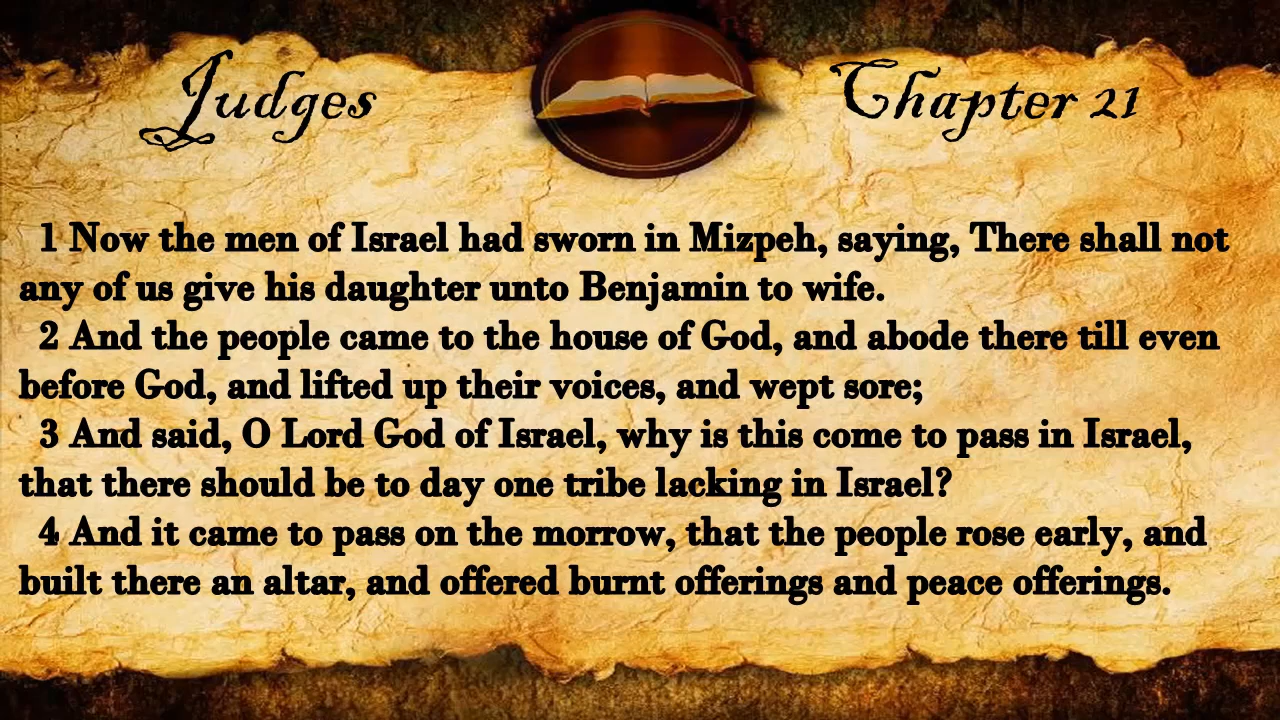 Judges
Chapter 21
1 Now the men of Israel had sworn in Mizpeh, saying, There shall not
any of us give his daughter unto Benjamin to wife.
2 And the people came to the house of God, and abode there till even
before God, and lifted up their voices, and wept sore;
3 And said, O Lord God of Israel, why is this come to pass in Israel,
that there should be to day one tribe lacking in Israel?
4 And it came to pass on the morrow, that the people rose early, and
built there an altar, and offered burnt offerings and peace offerings.